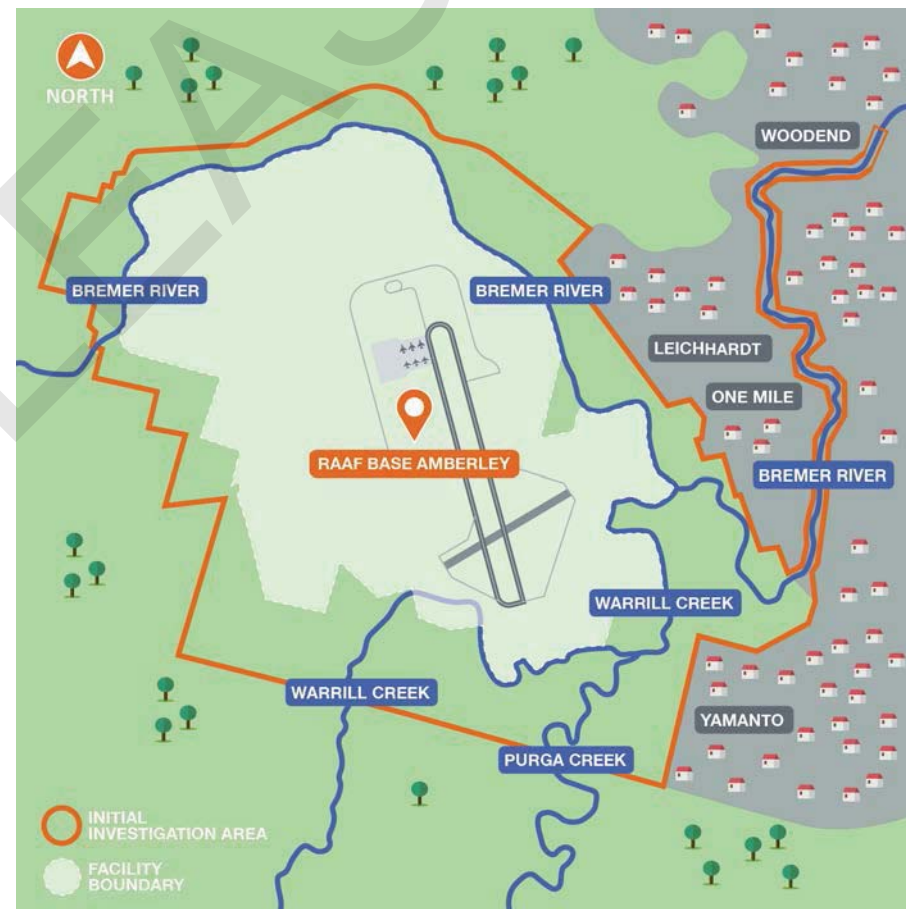 NORTH
WOODEND
BREMER RIVER
BREMER RIVER
LEICHHARDT
ONE MILE
RAAF BASE AMBERLEY
BREMER RIVER
WARRILL CREEK
WARRILL CREEK
YAMANTO
PURGA CREEK
INITIAL
INVESTIGATION AREA
FACILITY
BOUNDARY